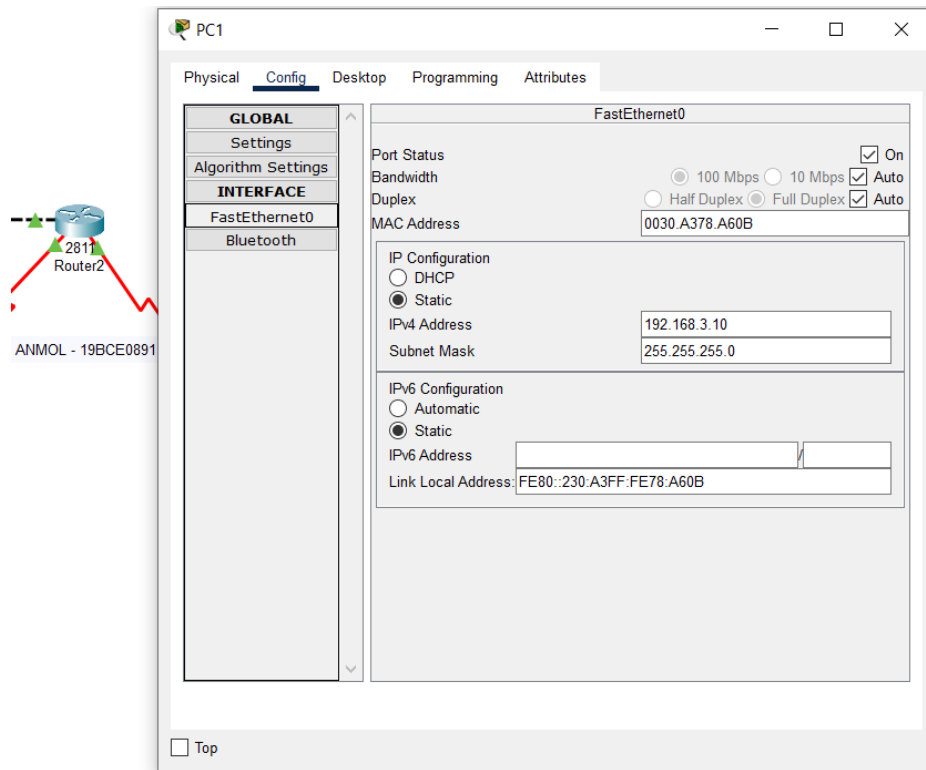 PC1
Physical Config Desktop Programming Attributes
GLOBAL
Settings
Algorithm Settings
INTERFACE
FastEthernet0
Bluetooth
FastEthernet0
Port Status On
Bandwidth 100 Mbps 10 Mbps Auto
Duplex Half Duplex Full Duplex Auto
MAC Address 0030.A378.A60B
IP Configuration
DHCP
Static
IPv4 Address 192.168.3.10
Subnet Mask 255.255.255.0
IPv6 Configuration
Automatic
Static
IPv6 Address /
Link Local Address: FE80::230:A3FF:FE78:A60B
Top
2811
Router2
ANMOL - 19BCE0891